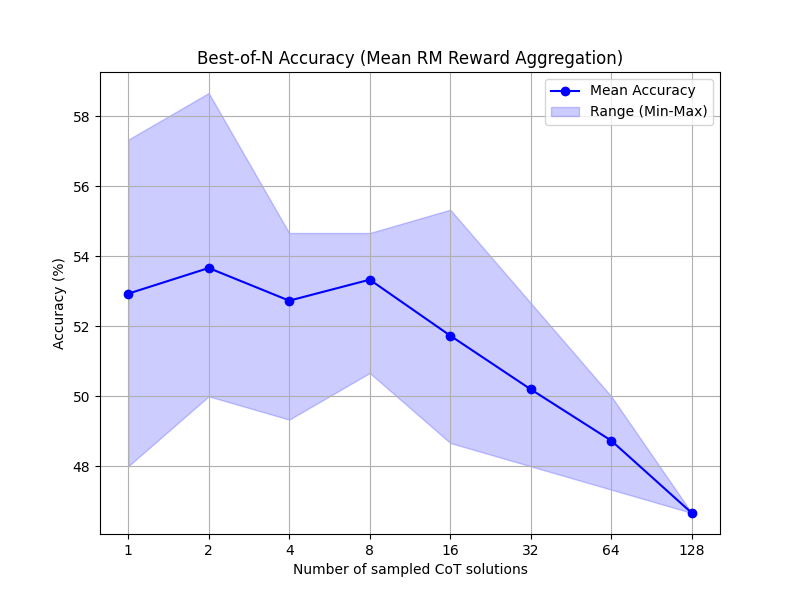 Best-of-N Accuracy (Mean RM Reward Aggregation)
Mean Accuracy
Range (Min-Max)
Accuracy (%)
58
56
54
52
50
48
1 2 4 8 16 32 64 128
Number of sampled CoT solutions